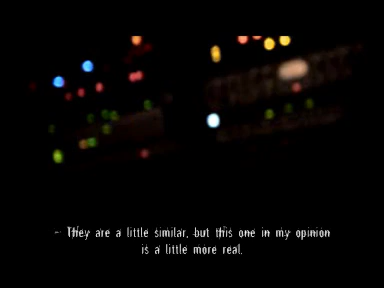 - They are a little similar, but this one in my opinion
is a little more real.